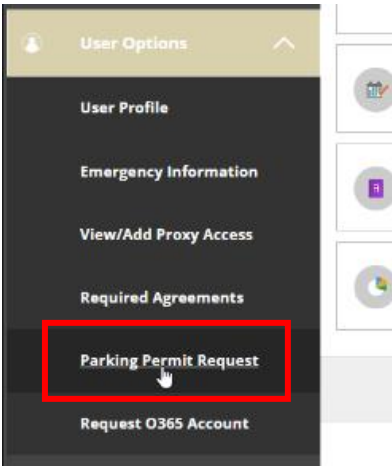 User Options
User Profile
Emergency Information
View/Add Proxy Access
Required Agreements
Parking Permit Request
Request O365 Account